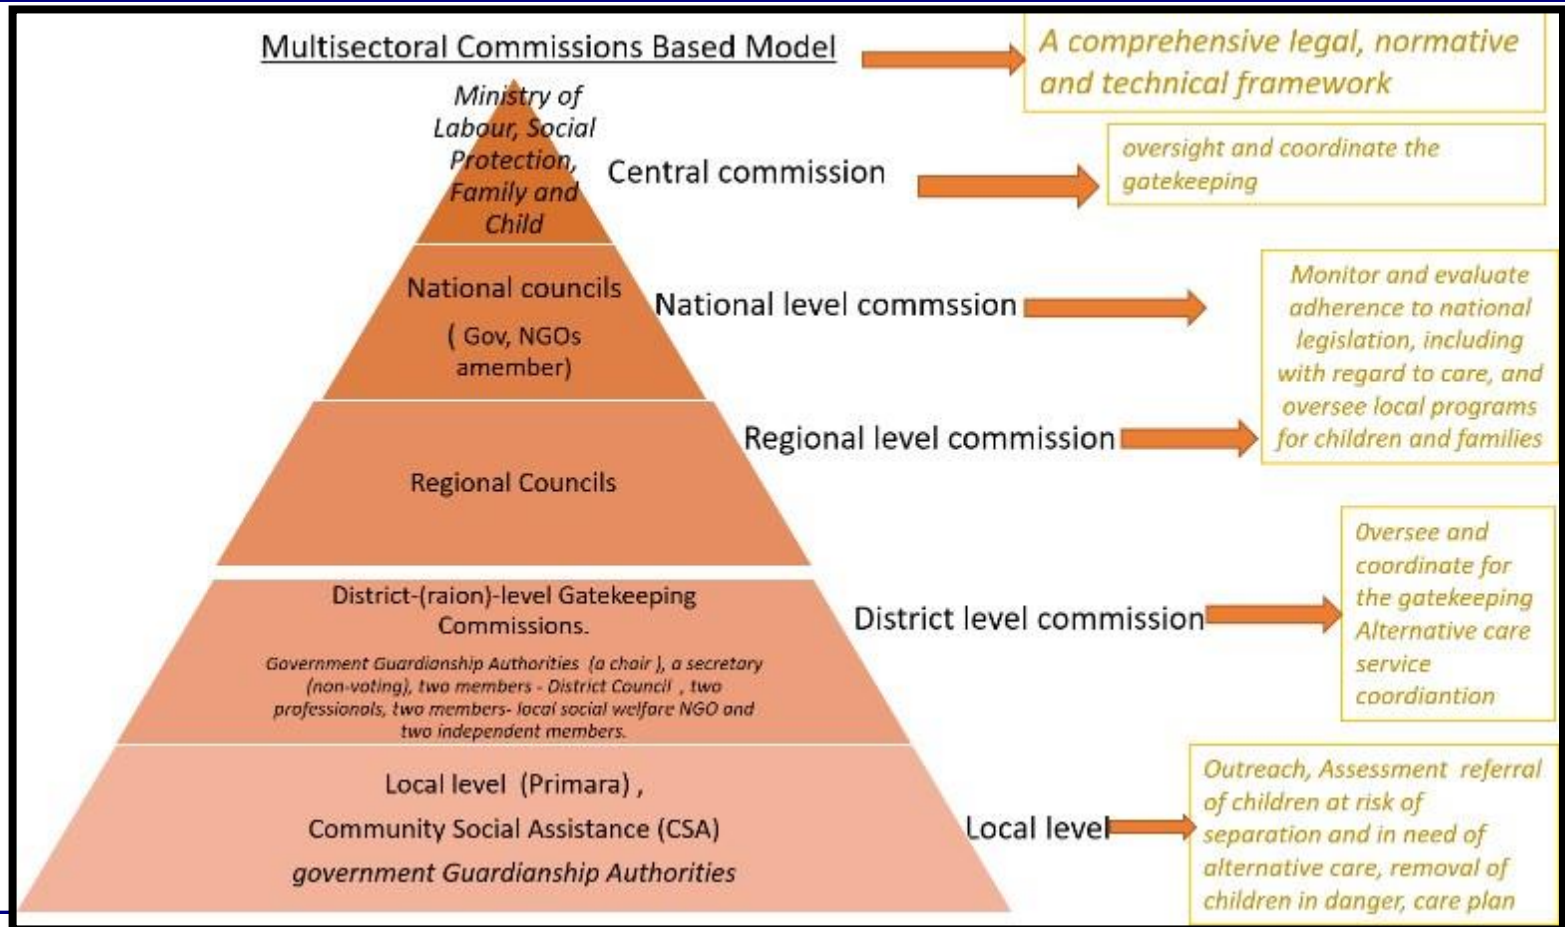 Multisectoral Commissions Based Model
A comprehensive legal, normative
and technical framework
Ministry of
Labour, Social
Protection,
Family and
Child
Central commission
oversight and coordinate the
gatekeeping
National councils
( Gov, NGOs
amember)
National level commssion
Monitor and evaluate
adherence to national
legislation, including
with regard to care, and
oversee local programs
for children and families
Regional Councils
Regional level commission
District-(raion)-level Gatekeeping
Commissions.
Government Guardianship Authorities (a chair ), a secretary
(non-voting), two members - District Council , two
professionals, two members- local social welfare NGO and
two independent members.
District level commission
0versee and
coordinate for
the gatekeeping
Alternative care
service
coordiantion
Local level (Primara) ,
Community Social Assistance (CSA)
government Guardianship Authorities
Local level
Outreach, Assessment referral
of children at risk of
separation and in need of
alternative care, removal of
children in danger, care plan